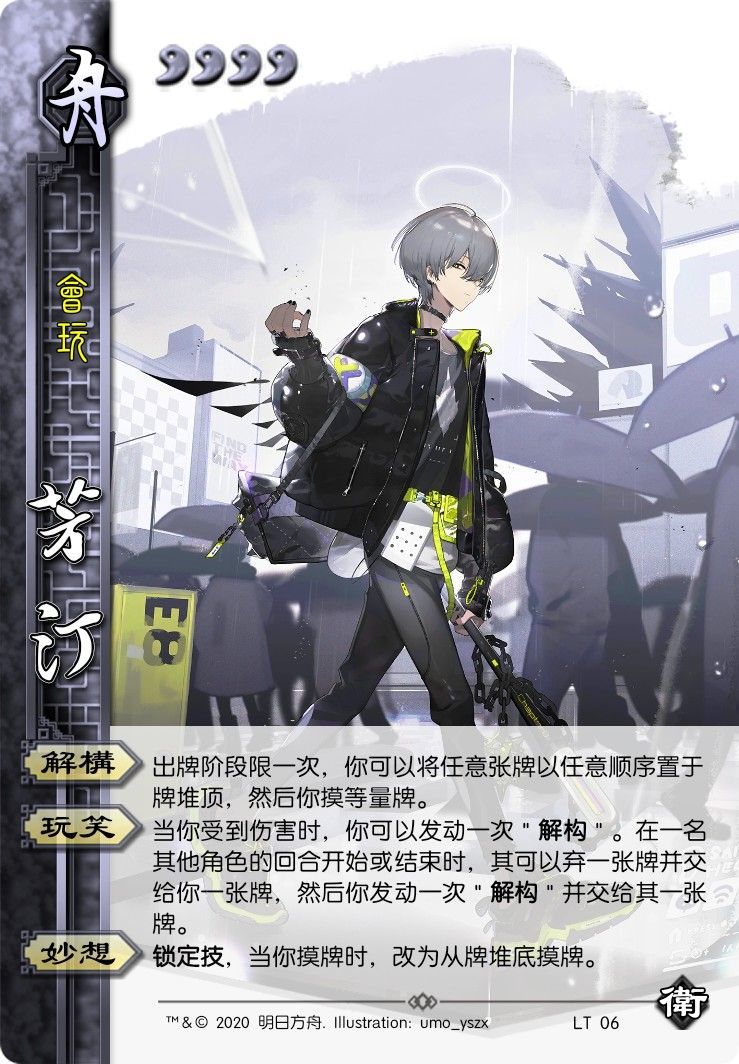 舟
會玩
芳汀
FIND
THE
WAY
E8
Chapter
解構
出牌阶段限一次，你可以将任意张牌以任意顺序置于
牌堆顶，然后你摸等量牌。
玩笑
当你受到伤害时，你可以发动一次"解构"。在一名
其他角色的回合开始或结束时，其可以弃一张牌并交
给你一张牌，然后你发动一次"解构"并交给其一张
牌。
妙想
锁定技，当你摸牌时，改为从牌堆底摸牌。
™&© 2020 明日方舟. Illustration: umo_yszx
LT 06
衛